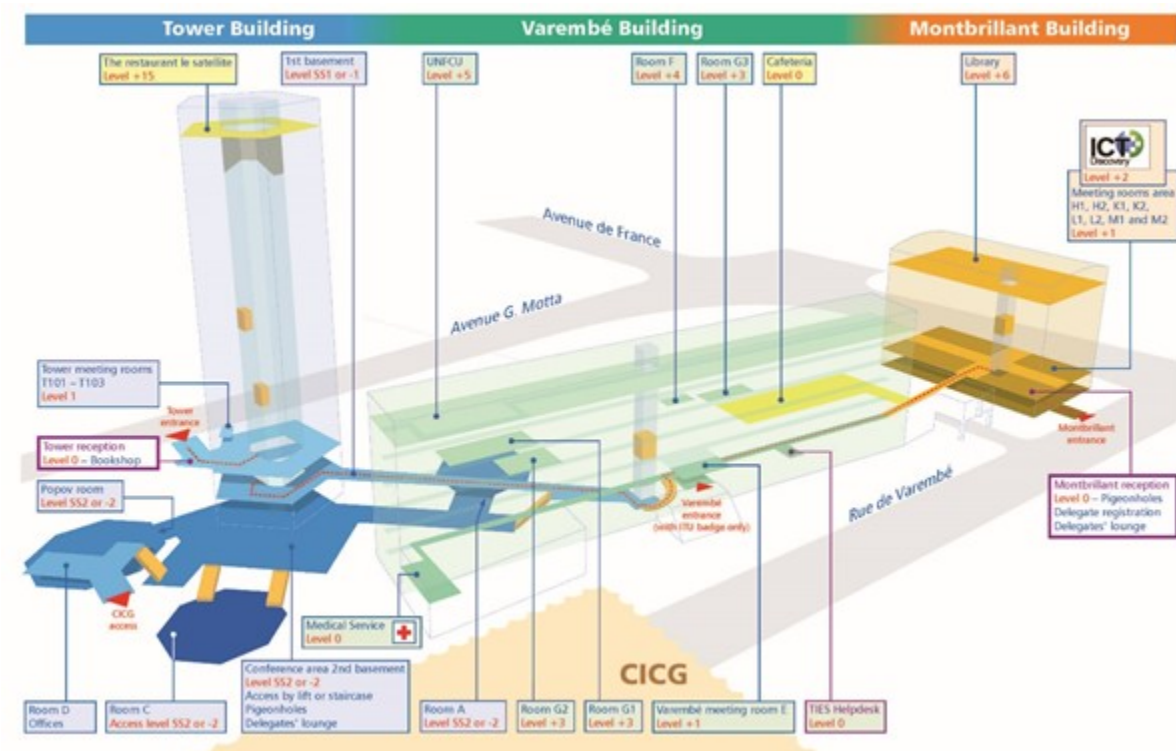 Tower Building
Varembé Building
Montbrillant Building
The restaurant le satellite
Level +15
1st basement
Level SS1 or -1
UNFCU
Level +5
Room F
Level +4
Room G3
Level +3
Cafeteria
Level 0
Library
Level +6
ICT
Discovery
Level +2
Meeting rooms area
H1, H2, K1, K2,
L1, L2, M1 and M2
Level +1
Avenue de France
Avenue G. Motta
Tower meeting rooms
T101 – T103
Level 1
Tower
entrance
Tower reception
Level 0 – Bookshop
Popov room
Level SS2 or -2
Montbrillant
entrance
Varembé
entrance
(with ITU badge only)
Rue de Varembé
Montbrillant reception
Level 0 – Pigeonholes
Delegate registration
Delegates' lounge
CICG
access
Medical Service
Level 0
CICG
Room D
Offices
Room C
Access level SS2 or -2
Conference area 2nd basement
Level SS2 or -2
Access by lift or staircase
Pigeonholes
Delegates' lounge
Room A
Level SS2 or -2
Room G2
Level +3
Room G1
Level +3
Varembé meeting room E
Level +1
TIES Helpdesk
Level 0